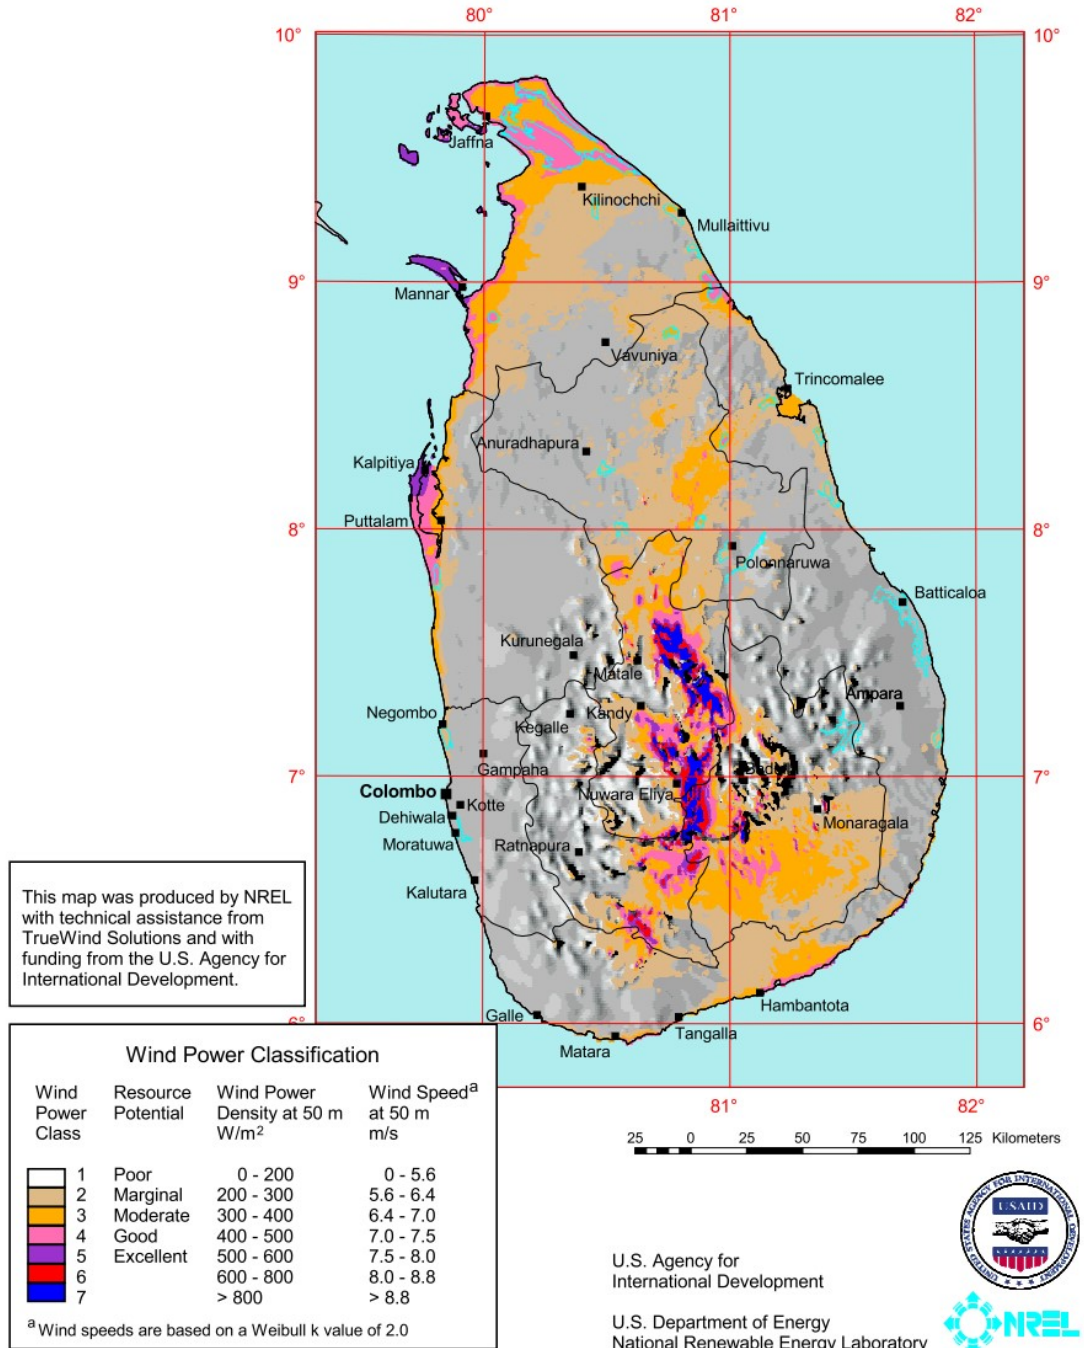 80° 81° 82°
10° 10°
Jaffna
Kilinochchi
Mullaittivu
9° 9°
Mannar
Vavuniya
Trincomalee
Anuradhapura
Kalpitiya
Puttalam
8° 8°
Polonnaruwa
Batticaloa
Kurunegala
Matale
Ampara
Negombo
Kandy
Kegalle
Gampaha
7° 7°
Colombo
Nuwara Eliya
Kotte
Dehiwala
Monaragala
Moratuwa
Ratnapura
Kalutara
This map was produced by NREL
with technical assistance from
TrueWind Solutions and with
funding from the U.S. Agency for
International Development.
Hambantota
Galle
6° 6°
Tangalla
Matara
81° 82°
Wind Power Classification
Wind Resource Wind Power Wind Speedᵃ
Power Potential Density at 50 m at 50 m
Class W/m² m/s
1 Poor 0 - 200 0 - 5.6
2 Marginal 200 - 300 5.6 - 6.4
3 Moderate 300 - 400 6.4 - 7.0
4 Good 400 - 500 7.0 - 7.5
5 Excellent 500 - 600 7.5 - 8.0
6 600 - 800 8.0 - 8.8
7 > 800 > 8.8
ᵃ Wind speeds are based on a Weibull k value of 2.0
25 0 25 50 75 100 125 Kilometers
UNITED STATES AGENCY FOR INTERNATIONAL DEVELOPMENT
USAID
U.S. Agency for
International Development
U.S. Department of Energy
National Renewable Energy Laboratory
NREL